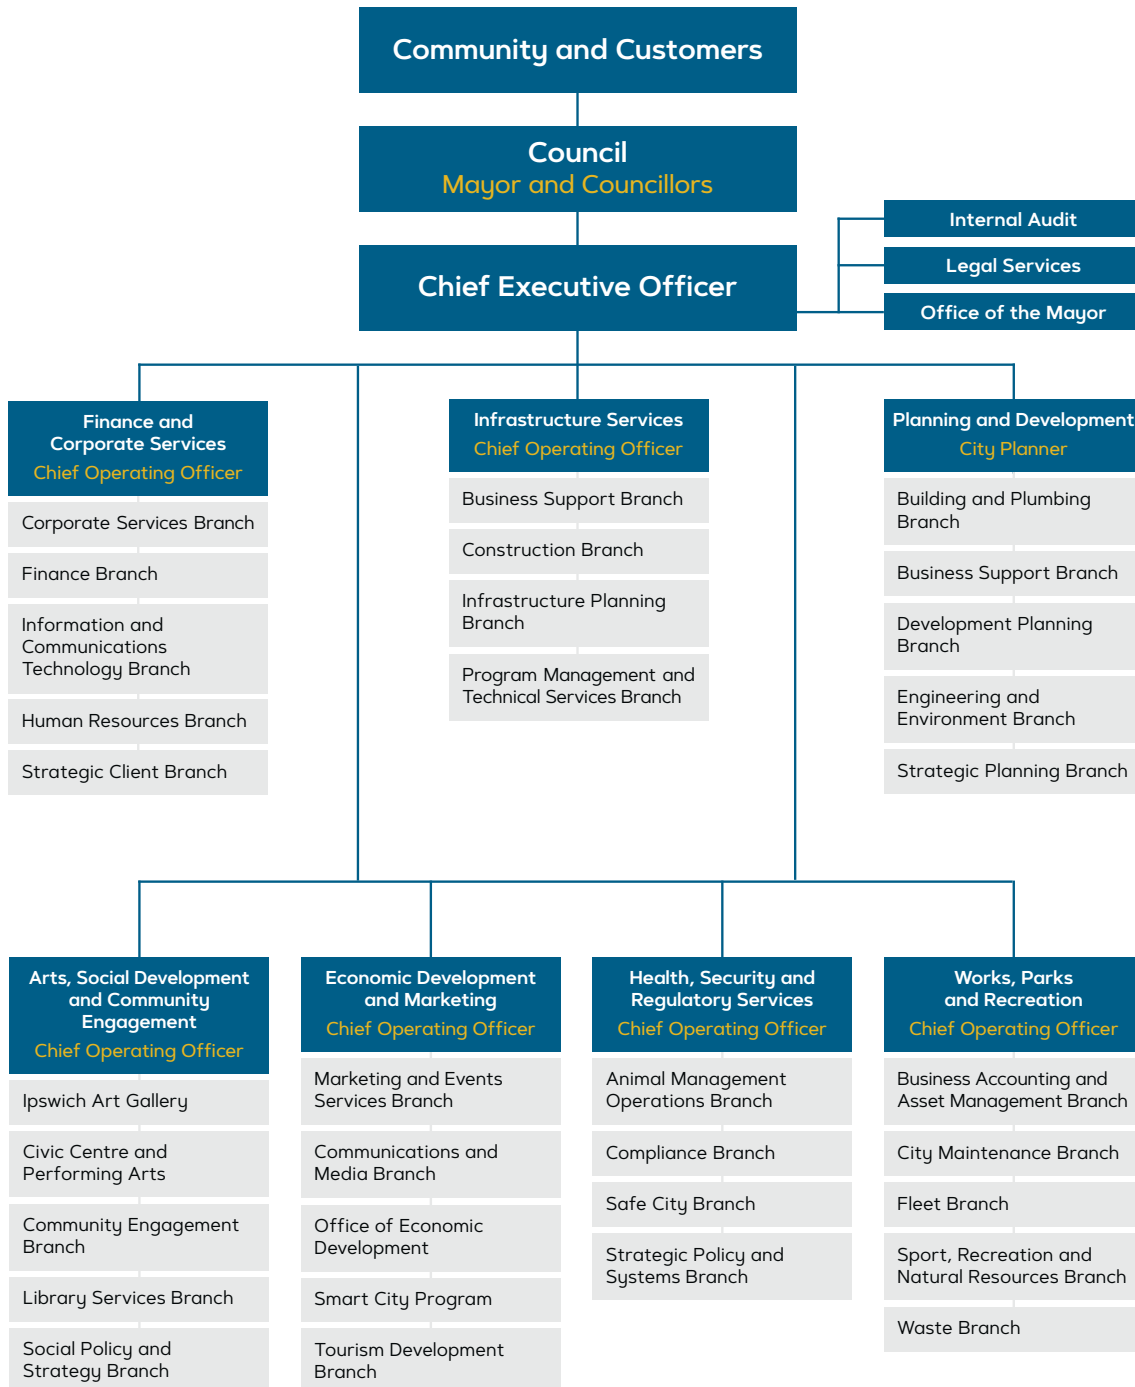 Community and Customers
Council
Mayor and Councillors
Chief Executive Officer
Internal Audit
Legal Services
Office of the Mayor
Finance and
Corporate Services
Chief Operating Officer
Corporate Services Branch
Finance Branch
Information and
Communications
Technology Branch
Human Resources Branch
Strategic Client Branch
Infrastructure Services
Chief Operating Officer
Business Support Branch
Construction Branch
Infrastructure Planning
Branch
Program Management and
Technical Services Branch
Planning and Development
City Planner
Building and Plumbing
Branch
Business Support Branch
Development Planning
Branch
Engineering and
Environment Branch
Strategic Planning Branch
Arts, Social Development
and Community
Engagement
Chief Operating Officer
Ipswich Art Gallery
Civic Centre and
Performing Arts
Community Engagement
Branch
Library Services Branch
Social Policy and
Strategy Branch
Economic Development
and Marketing
Chief Operating Officer
Marketing and Events
Services Branch
Communications and
Media Branch
Office of Economic
Development
Smart City Program
Tourism Development
Branch
Health, Security and
Regulatory Services
Chief Operating Officer
Animal Management
Operations Branch
Compliance Branch
Safe City Branch
Strategic Policy and
Systems Branch
Works, Parks
and Recreation
Chief Operating Officer
Business Accounting and
Asset Management Branch
City Maintenance Branch
Fleet Branch
Sport, Recreation and
Natural Resources Branch
Waste Branch